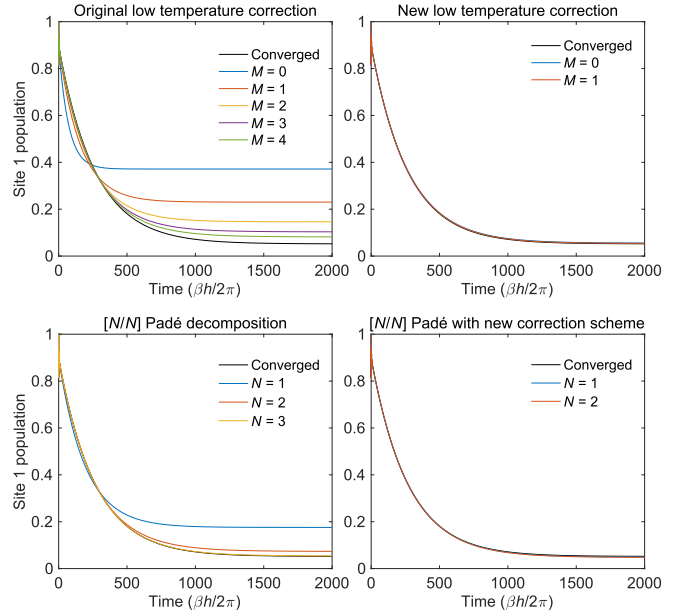 Original low temperature correction
Site 1 population
1
0.8
0.6
0.4
0.2
0
0
500
1000
1500
2000
Time (βh/2π)
Converged
M = 0
M = 1
M = 2
M = 3
M = 4
New low temperature correction
1
0.8
0.6
0.4
0.2
0
0
500
1000
1500
2000
Time (βh/2π)
Converged
M = 0
M = 1
[N/N] Padé decomposition
Site 1 population
1
0.8
0.6
0.4
0.2
0
0
500
1000
1500
2000
Time (βh/2π)
Converged
N = 1
N = 2
N = 3
[N/N] Padé with new correction scheme
1
0.8
0.6
0.4
0.2
0
0
500
1000
1500
2000
Time (βh/2π)
Converged
N = 1
N = 2